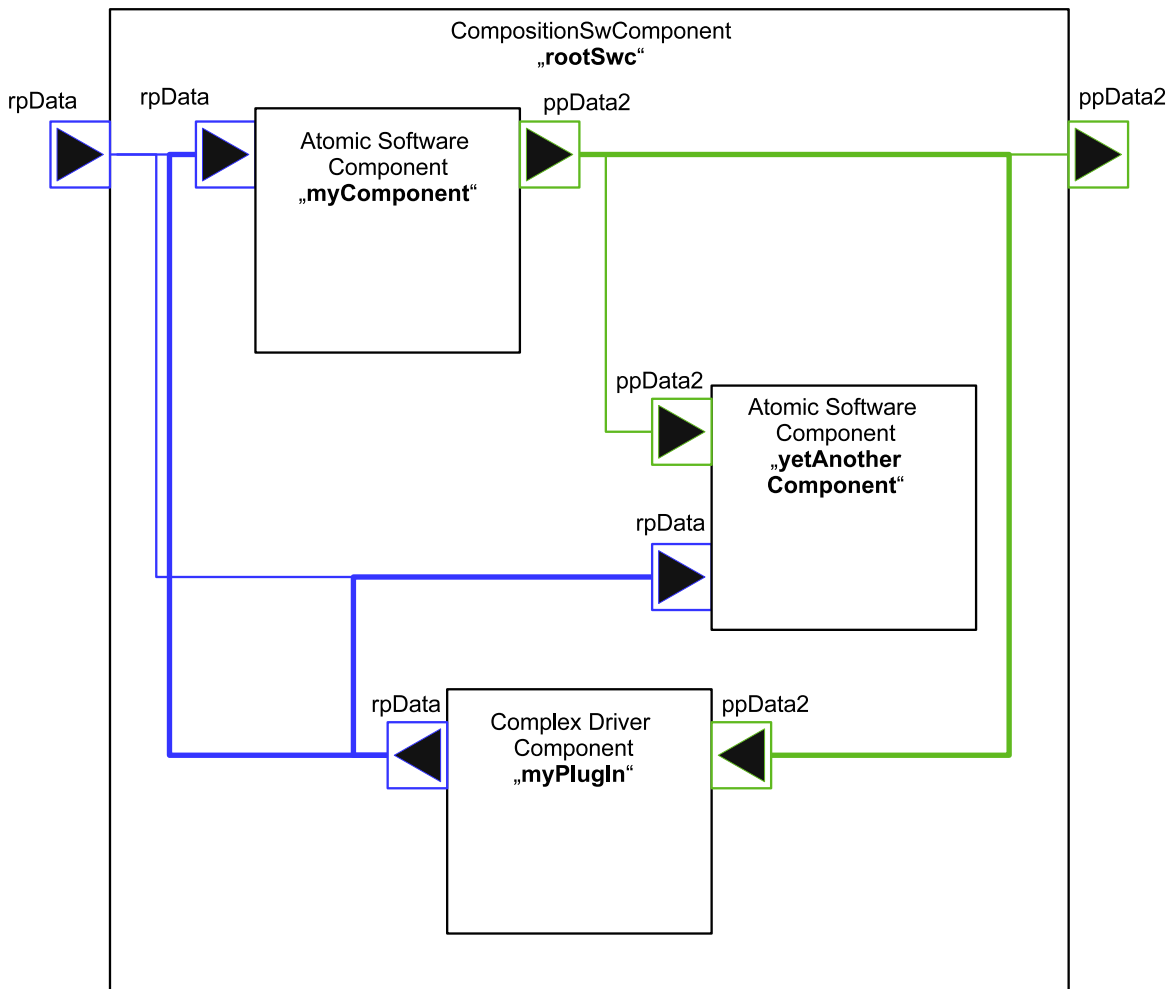 CompositionSwComponent
„rootSwc“
rpData
rpData
ppData2
ppData2
Atomic Software
Component
„myComponent“
ppData2
Atomic Software
Component
„yetAnother
Component“
rpData
rpData
Complex Driver
Component
„myPlugIn“
ppData2